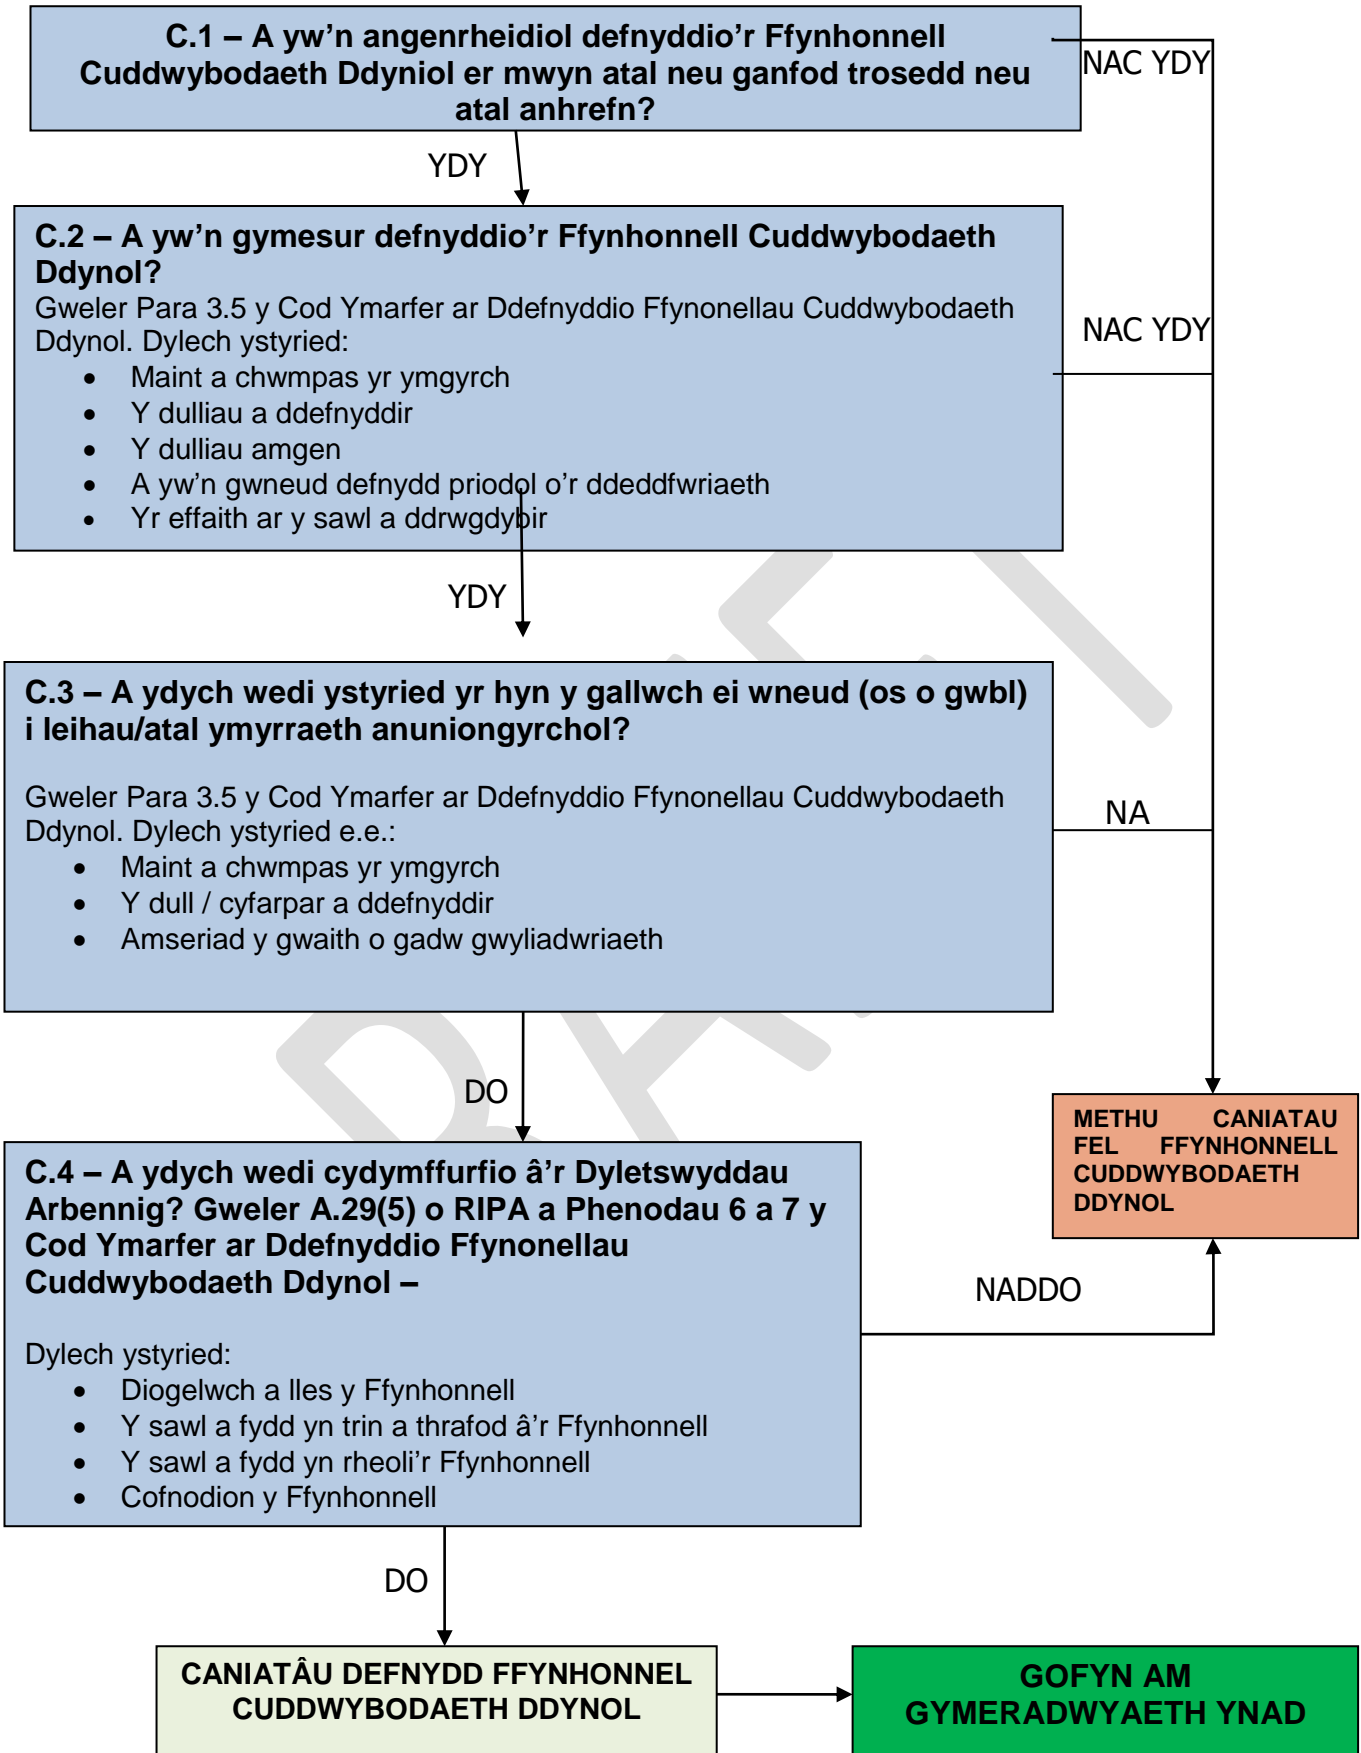 C.1 – A yw’n angenrheidiol defnyddio’r Ffynhonnell
Cuddwybodaeth Ddyniol er mwyn atal neu ganfod trosedd neu
atal anhrefn?
NAC YDY
YDY
C.2 – A yw’n gymesur defnyddio’r Ffynhonnell Cuddwybodaeth
Ddynol?
Gweler Para 3.5 y Cod Ymarfer ar Ddefnyddio Ffynonellau Cuddwybodaeth
Ddynol. Dylech ystyried:
• Maint a chwmpas yr ymgyrch
• Y dulliau a ddefnyddir
• Y dulliau amgen
• A yw’n gwneud defnydd priodol o’r ddeddfwriaeth
• Yr effaith ar y sawl a ddrwgdybir
NAC YDY
YDY
C.3 – A ydych wedi ystyried yr hyn y gallwch ei wneud (os o gwbl)
i leihau/atal ymyrraeth anuniongyrchol?
Gweler Para 3.5 y Cod Ymarfer ar Ddefnyddio Ffynonellau Cuddwybodaeth
Ddynol. Dylech ystyried e.e.:
• Maint a chwmpas yr ymgyrch
• Y dull / cyfarpar a ddefnyddir
• Amseriad y gwaith o gadw gwyliadwriaeth
NA
DO
METHU CANIATAU
FEL FFYNHONNELL
CUDDWYBODAETH
DDYNOL
C.4 – A ydych wedi cydymffurfio â’r Dyletswyddau
Arbennig? Gweler A.29(5) o RIPA a Phenodau 6 a 7 y
Cod Ymarfer ar Ddefnyddio Ffynonellau
Cuddwybodaeth Ddynol –
Dylech ystyried:
• Diogelwch a lles y Ffynhonnell
• Y sawl a fydd yn trin a thrafod â’r Ffynhonnell
• Y sawl a fydd yn rheoli’r Ffynhonnell
• Cofnodion y Ffynhonnell
NADDO
DO
CANIATÂU DEFNYDD FFYNHONNEL
CUDDWYBODAETH DDYNOL
GOFYN AM
GYMERADWYAETH YNAD